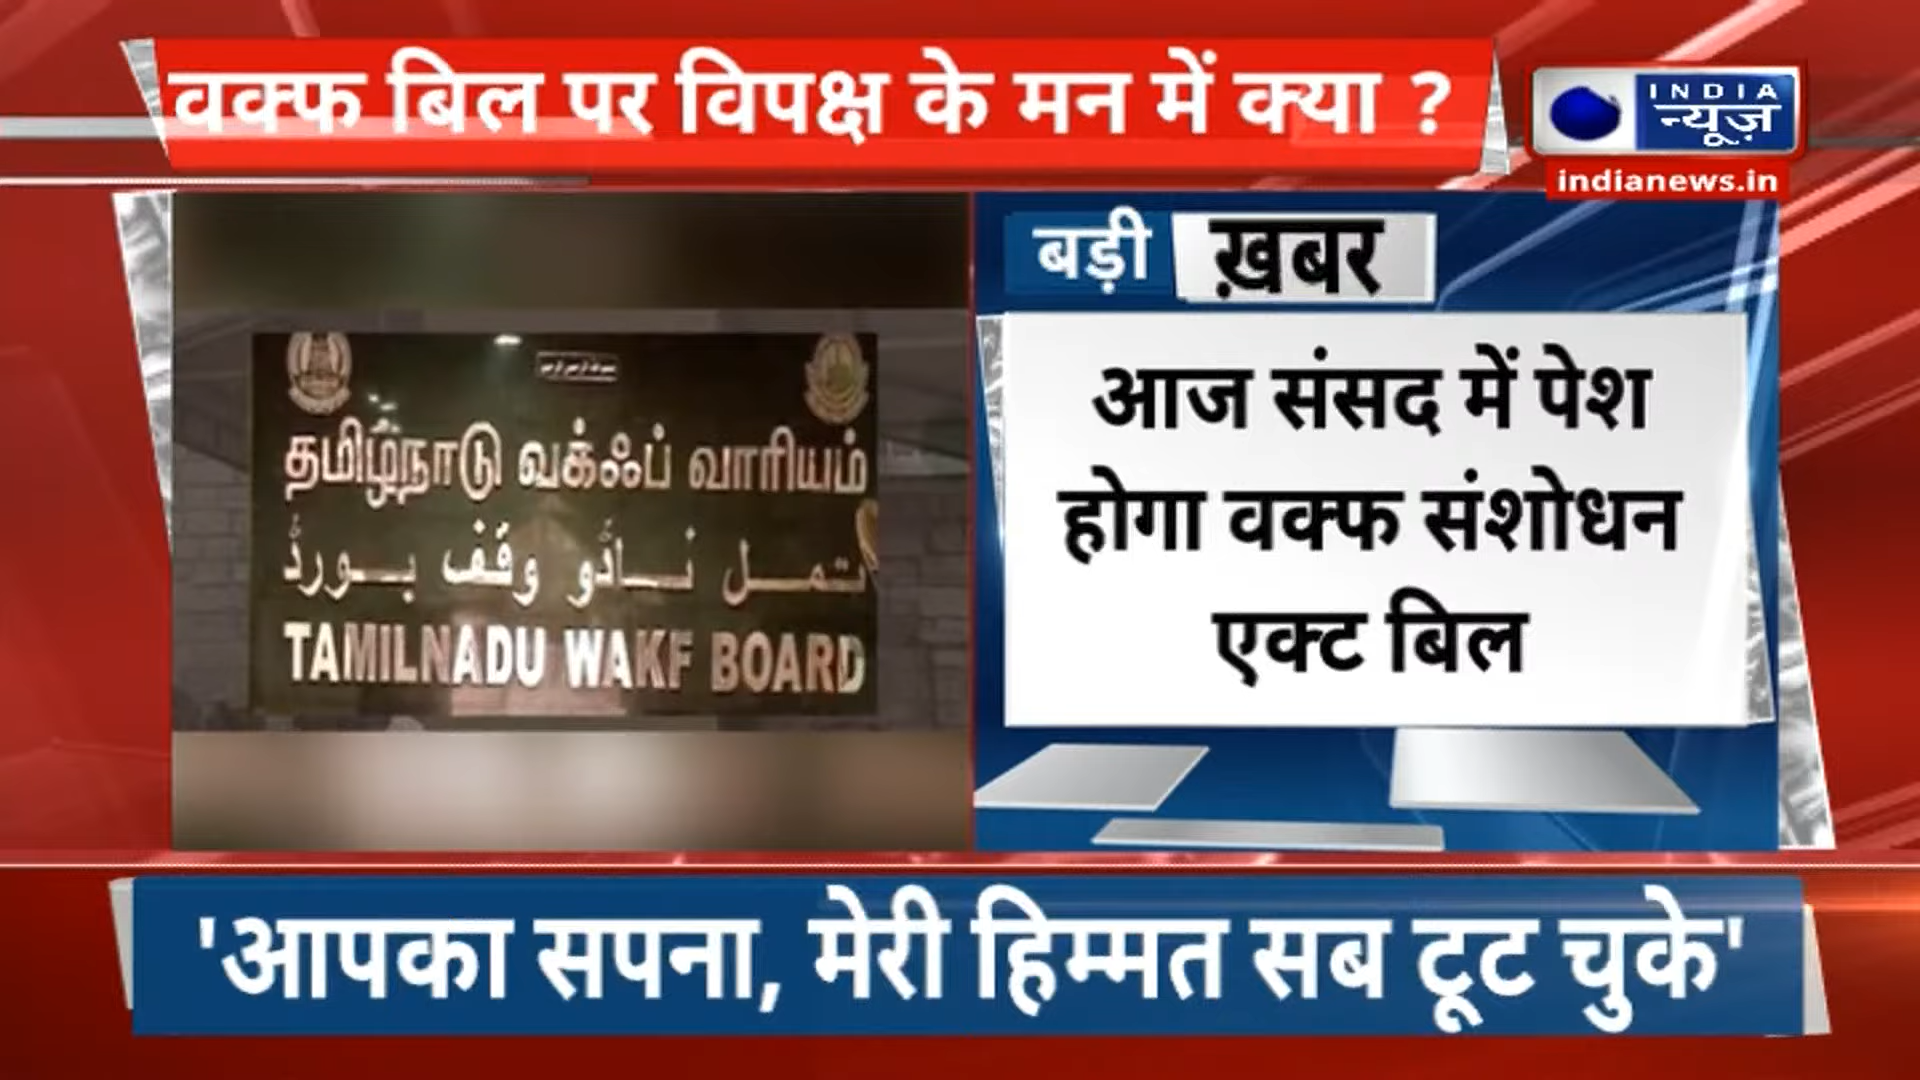 वक्फ बिल पर विपक्ष के मन में क्या ?
INDIA
न्यूज़
indianews.in
தமிழ்நாடு வக்ஃப் வாரியம்
تمل ناڈو وقف بورڈ
TAMILNADU WAKF BOARD
बड़ी ख़बर
आज संसद में पेश
होगा वक्फ संशोधन
एक्ट बिल
'आपका सपना, मेरी हिम्मत सब टूट चुके'